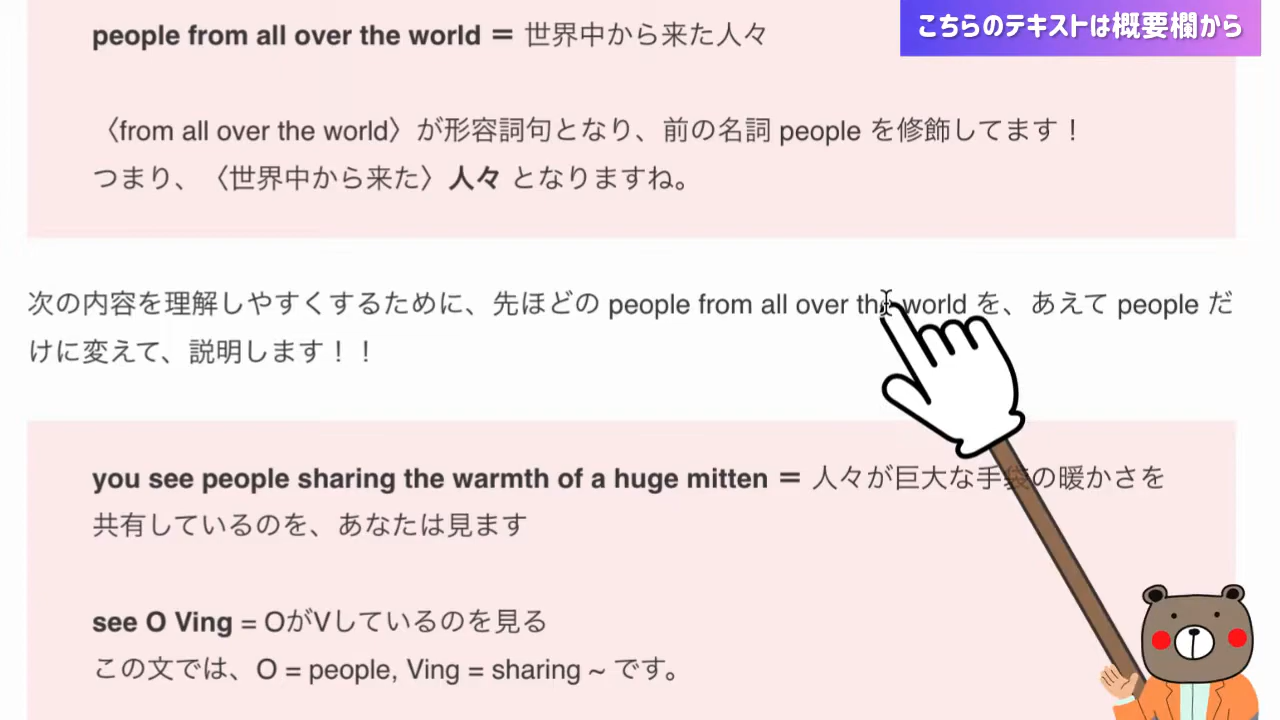 people from all over the world ＝ 世界中から来た人々
こちらのテキストは概要欄から
〈from all over the world〉が形容詞句となり、前の名詞 people を修飾してます！
つまり、〈世界中から来た〉人々 となりますね。
次の内容を理解しやすくするために、先ほどの people from all over the world を、あえて people だ
けに変えて、説明します！！
you see people sharing the warmth of a huge mitten ＝ 人々が巨大な手袋の暖かさを
共有しているのを、あなたは見ます
see O Ving = OがVしているのを見る
この文では、O = people, Ving = sharing ~ です。